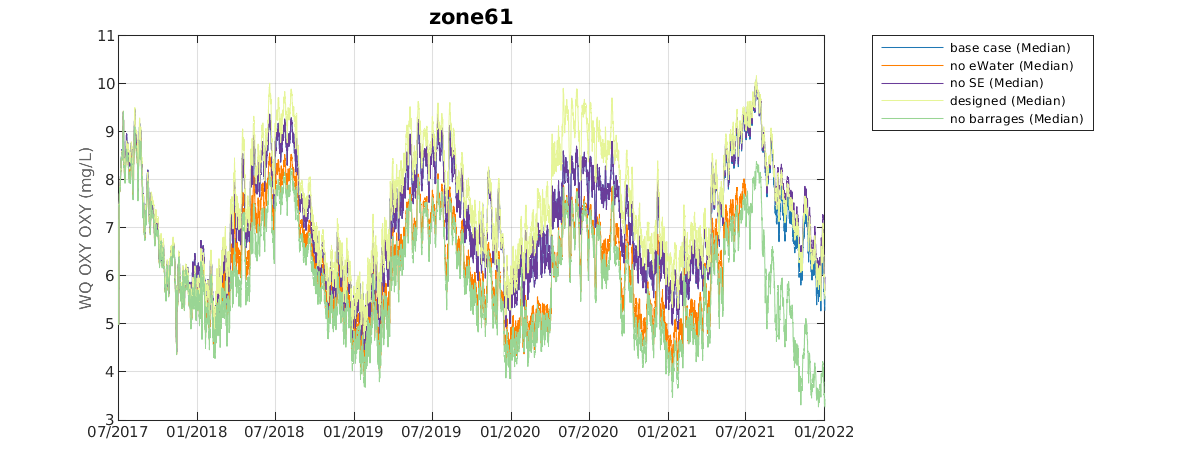 zone61
WQ OXY OXY (mg/L)
11
10
9
8
7
6
5
4
3
07/2017
01/2018
07/2018
01/2019
07/2019
01/2020
07/2020
01/2021
07/2021
01/2022
base case (Median)
no eWater (Median)
no SE (Median)
designed (Median)
no barrages (Median)